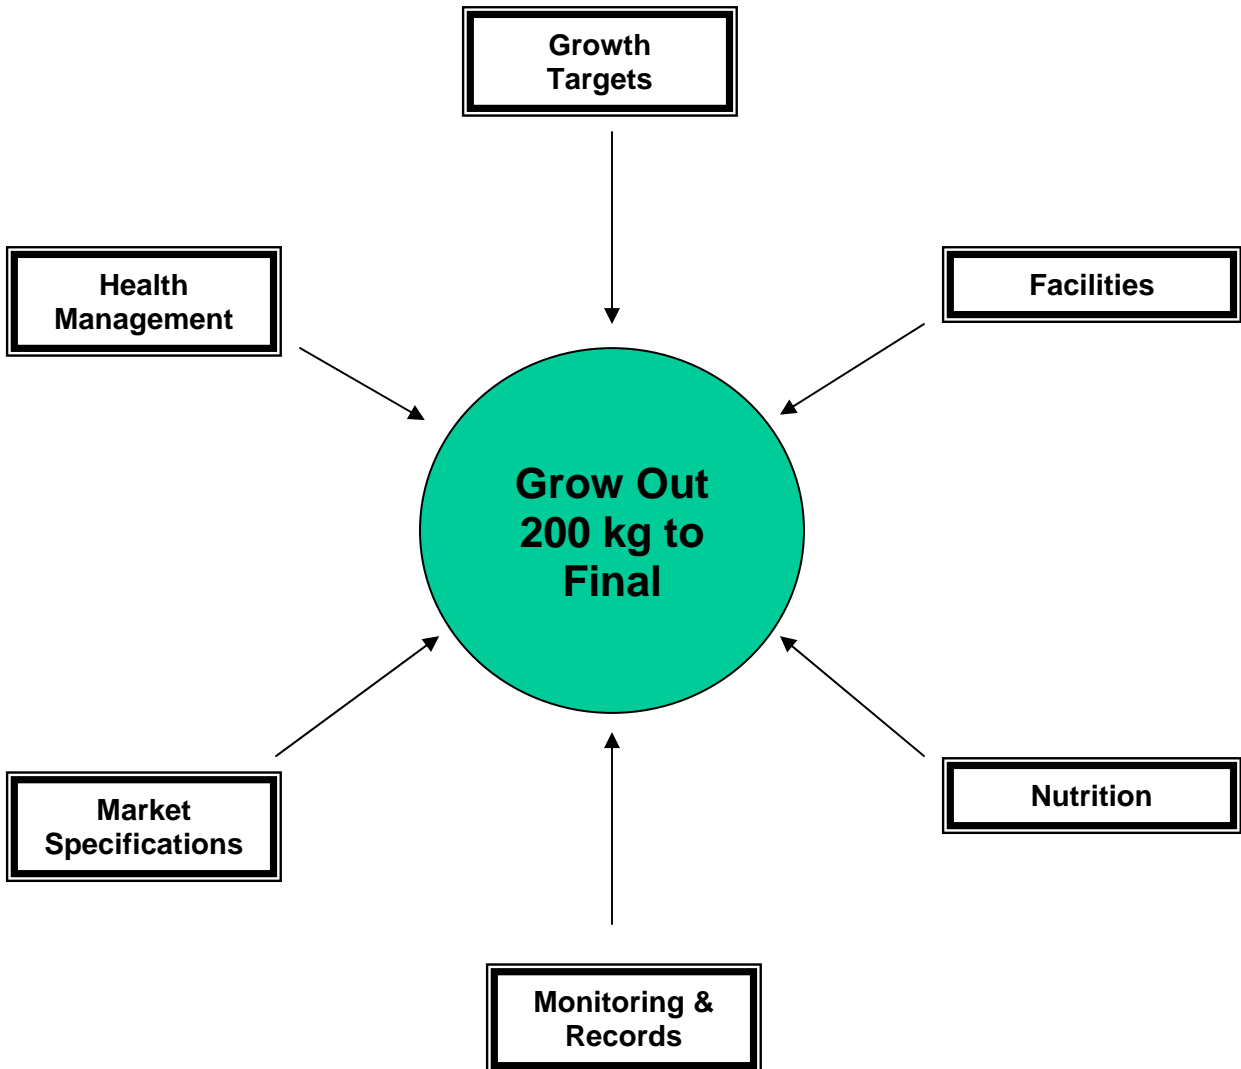 Growth
Targets
Health
Management
Facilities
Grow Out
200 kg to
Final
Market
Specifications
Nutrition
Monitoring &
Records